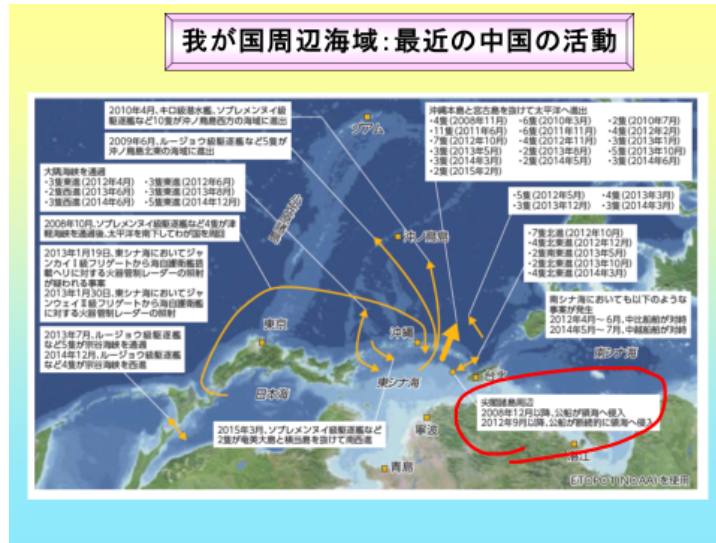 我が国周辺海域:最近の中国の活動
2010年4月、キロ級潜水艦、ソブレメンヌイ級
駆逐艦など10隻が沖ノ鳥島西方の海域に進出
2009年6月、ルージョウ級駆逐艦など5隻が
沖ノ鳥島北東の海域に進出
大隅海峡を通過
・3隻東進(2012年4月) ・3隻東進(2012年6月)
・2隻西進(2013年6月) ・3隻東進(2013年8月)
・3隻西進(2014年6月) ・5隻東進(2014年12月)
2008年10月、ソブレメンヌイ級駆逐艦など4隻が津
軽海峡を通過後、太平洋を南下してわが国を周回
2013年1月19日、東シナ海においてジャ
ンカイⅠ級フリゲートから海自護衛艦搭
載ヘリに対する火器管制レーダーの照射
が疑われる事案
2013年1月30日、東シナ海においてジャ
ンウェイⅡ級フリゲートから海自護衛艦
に対する火器管制レーダーの照射
2013年7月、ルージョウ級駆逐艦
など5隻が宗谷海峡を通過
2014年12月、ルージョウ級駆逐艦
など4隻が宗谷海峡を西進
2015年3月、ソブレメンヌイ級駆逐艦など
2隻が奄美大島と横当島を抜けて南西進
沖縄本島と宮古島を抜けて太平洋へ進出
・4隻(2008年11月) ・6隻(2010年3月) ・2隻(2010年7月)
・11隻(2011年6月) ・6隻(2011年11月) ・4隻(2012年2月)
・7隻(2012年10月) ・4隻(2012年11月) ・3隻(2013年1月)
・3隻(2013年5月) ・2隻(2013年8月) ・5隻(2013年10月)
・3隻(2014年3月) ・2隻(2014年5月) ・3隻(2014年6月)
・2隻(2015年2月)
・5隻(2012年5月) ・4隻(2013年3月)
・3隻(2013年12月) ・3隻(2014年3月)
・7隻北進(2012年10月)
・4隻北東進(2012年12月)
・2隻南東進(2013年5月)
・2隻北東進(2013年10月)
・4隻北東進(2014年3月)
南シナ海においても以下のような
事案が発生
2012年4月~6月、中比船舶が対峙
2014年5月~7月、中越船舶が対峙
尖閣諸島周辺
2008年12月以降、公船が領海へ侵入
2012年9月以降、公船が断続的に領海へ侵入
グアム
沖ノ鳥島
東京
沖縄
南シナ海
台北
日本海
東シナ海
寧波
青島
湛江
ETOPO1(NOAA)を使用